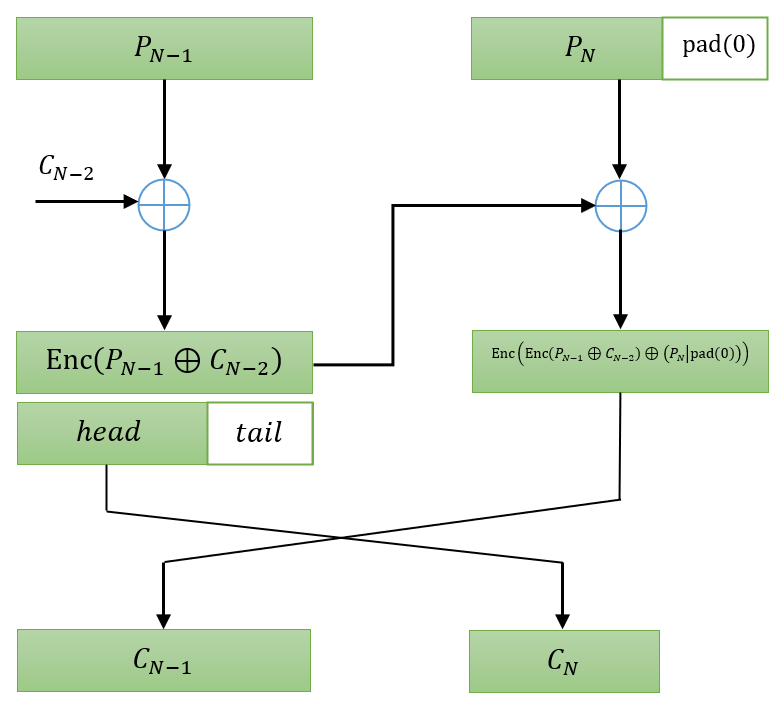 P_{N-1}
P_N
pad(0)
C_{N-2}
Enc(P_{N-1} ⊕ C_{N-2})
Enc(Enc(P_{N-1} ⊕ C_{N-2}) ⊕ (P_N|pad(0)))
head
tail
C_{N-1}
C_N